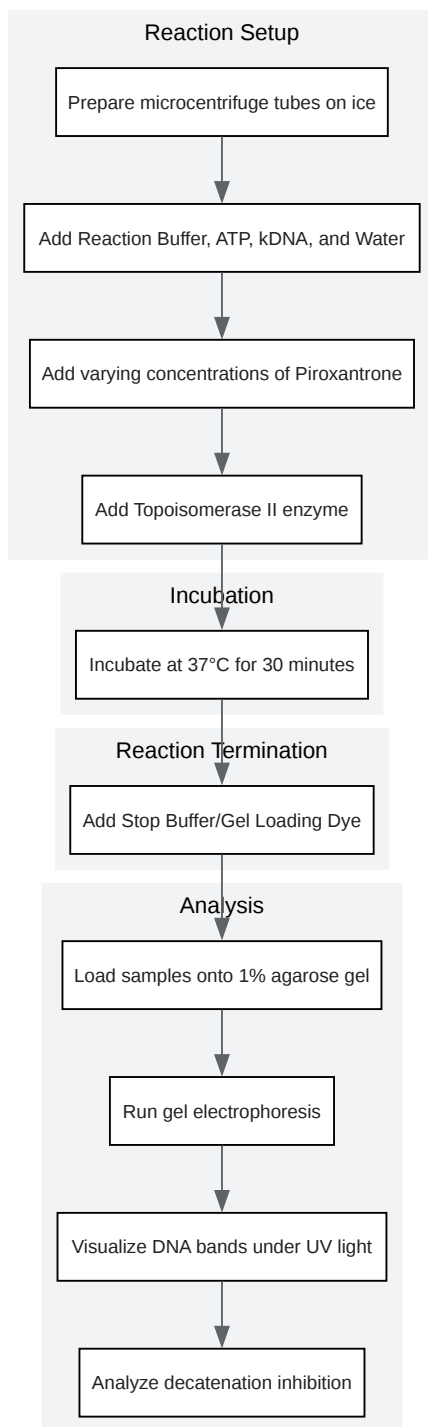 Reaction Setup
Prepare microcentrifuge tubes on ice
Add Reaction Buffer, ATP, kDNA, and Water
Add varying concentrations of Piroxantrone
Add Topoisomerase II enzyme
Incubation
Incubate at 37°C for 30 minutes
Reaction Termination
Add Stop Buffer/Gel Loading Dye
Analysis
Load samples onto 1% agarose gel
Run gel electrophoresis
Visualize DNA bands under UV light
Analyze decatenation inhibition